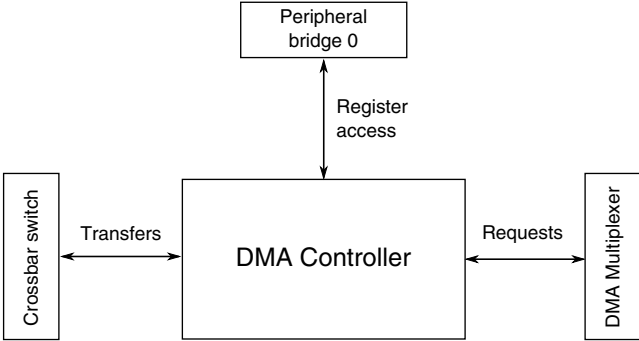 Peripheral
bridge 0
Register
access
Crossbar switch
Transfers
DMA Controller
Requests
DMA Multiplexer